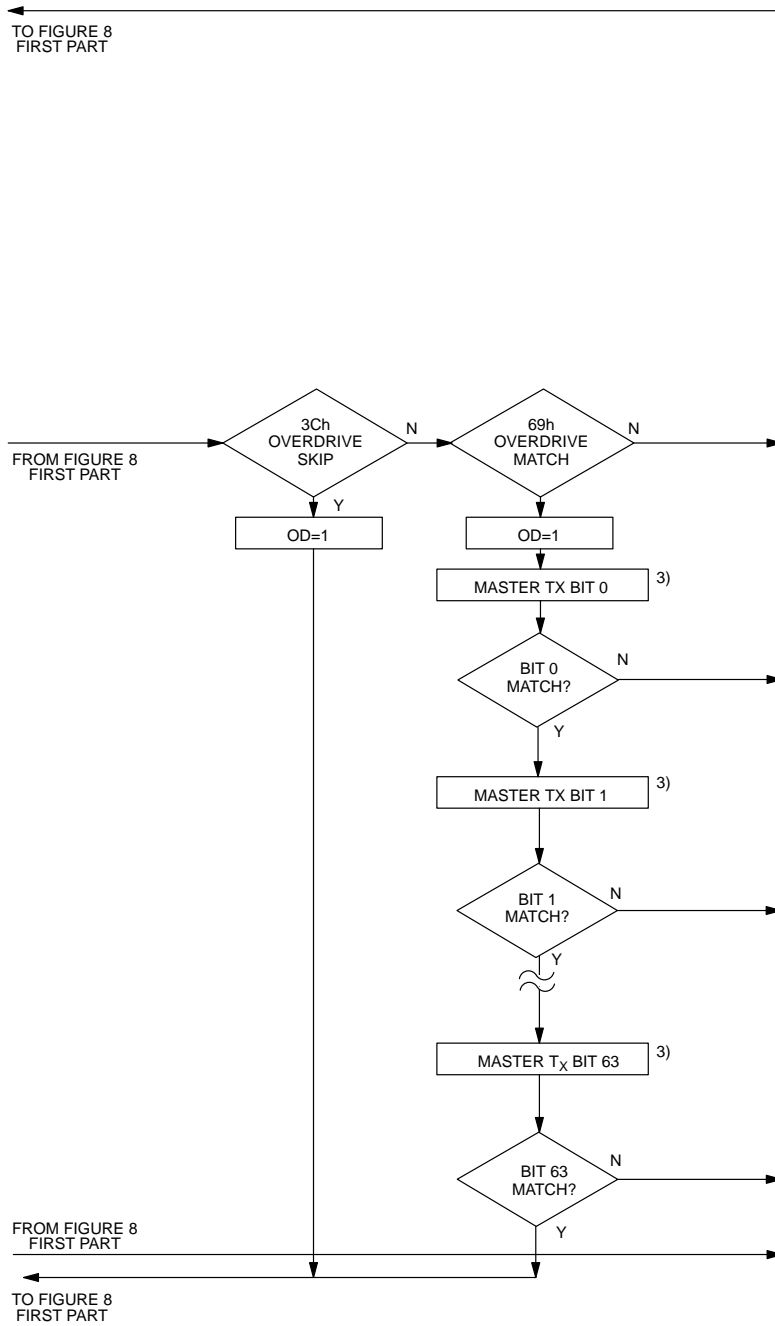 TO FIGURE 8
FIRST PART
3Ch
OVERDRIVE
SKIP
N
69h
OVERDRIVE
MATCH
N
FROM FIGURE 8
FIRST PART
Y
OD=1
OD=1
MASTER TX BIT 0
3)
BIT 0
MATCH?
N
Y
MASTER TX BIT 1
3)
BIT 1
MATCH?
N
Y
MASTER TX BIT 63
3)
BIT 63
MATCH?
N
Y
FROM FIGURE 8
FIRST PART
TO FIGURE 8
FIRST PART